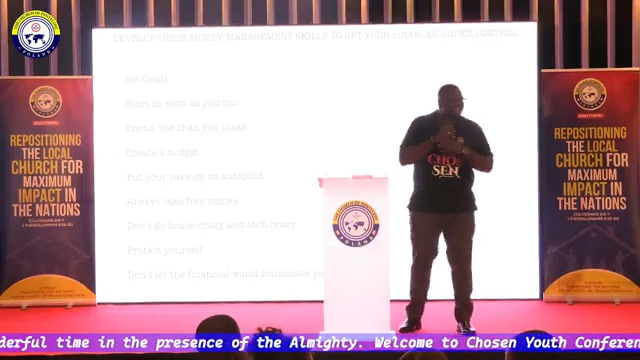 DEVELOP THESE MONEY MANAGEMENT SKILLS TO GET YOUR FINANCES UNDER CONTROL
Set Goals
Start as soon as you can
Spend less than you make
Create a budget
Put your savings on autopilot
Always take free money
Don't go house crazy and tech crazy
Protect yourself
Don't let the financial world intimidate yo
REPOSITIONING
THE LOCAL
CHURCH FOR
MAXIMUM
IMPACT IN
THE NATIONS
CHO
SEN
POLAND
REPOSITIONING
THE LOCAL
CHURCH FOR
MAXIMUM
IMPACT IN
THE NATIONS
derful time in the presence of the Almighty. Welcome to Chosen Youth Conferen